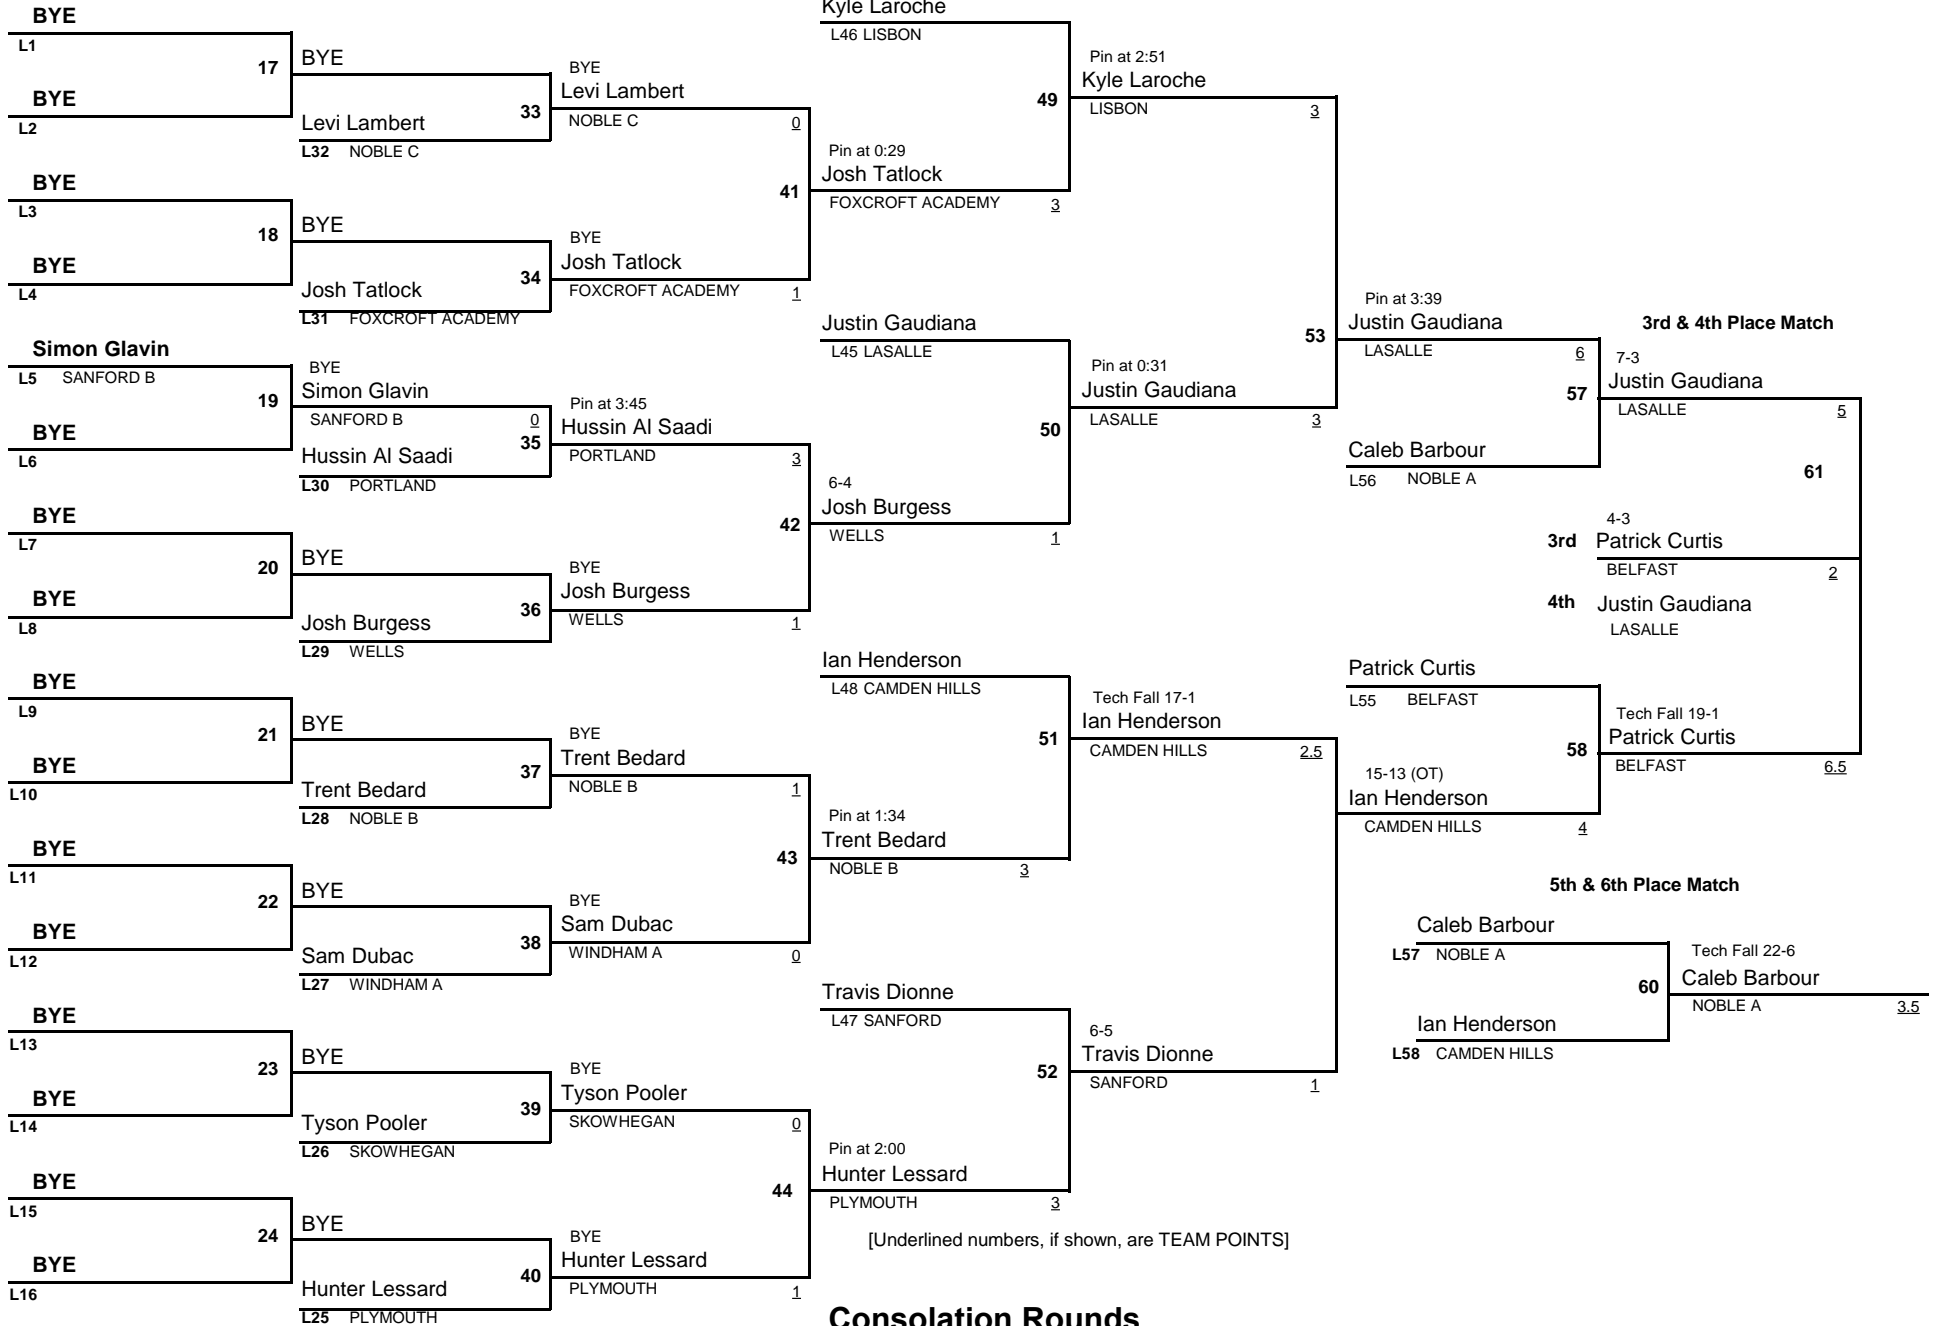 BYE
L1
17
BYE
L2
BYE
L3
18
BYE
L4
Simon Glavin
L5 SANFORD B
19
BYE
L6
BYE
L7
20
BYE
L8
BYE
L9
21
BYE
L10
BYE
L11
22
BYE
L12
BYE
L13
23
BYE
L14
BYE
L15
24
BYE
L16
BYE
33
Levi Lambert
L32 NOBLE C
BYE
34
Josh Tatlock
L31 FOXCROFT ACADEMY
BYE
Simon Glavin
SANFORD B 0
35
Hussin Al Saadi
L30 PORTLAND
BYE
36
Josh Burgess
L29 WELLS
BYE
37
Trent Bedard
L28 NOBLE B
BYE
38
Sam Dubac
L27 WINDHAM A
BYE
39
Tyson Pooler
L26 SKOWHEGAN
BYE
40
Hunter Lessard
L25 PLYMOUTH
BYE
Levi Lambert
NOBLE C 0
41
BYE
Josh Tatlock
FOXCROFT ACADEMY 1
Pin at 3:45
Hussin Al Saadi
PORTLAND 3
42
BYE
Josh Burgess
WELLS 1
BYE
Trent Bedard
NOBLE B 1
43
BYE
Sam Dubac
WINDHAM A 0
BYE
Tyson Pooler
SKOWHEGAN 0
44
BYE
Hunter Lessard
PLYMOUTH 1
Kyle Laroche
L46 LISBON
49
Pin at 0:29
Josh Tatlock
FOXCROFT ACADEMY 3
Justin Gaudiana
L45 LASALLE
50
6-4
Josh Burgess
WELLS 1
Ian Henderson
L48 CAMDEN HILLS
51
Pin at 1:34
Trent Bedard
NOBLE B 3
Travis Dionne
L47 SANFORD
52
Pin at 2:00
Hunter Lessard
PLYMOUTH 3
Pin at 2:51
Kyle Laroche
LISBON 3
53
Pin at 0:31
Justin Gaudiana
LASALLE 3
Tech Fall 17-1
Ian Henderson
CAMDEN HILLS 2.5
6-5
Travis Dionne
SANFORD 1
Pin at 3:39
Justin Gaudiana
LASALLE 6
57
Caleb Barbour
L56 NOBLE A
Patrick Curtis
L55 BELFAST
58
15-13 (OT)
Ian Henderson
CAMDEN HILLS 4
3rd & 4th Place Match
7-3
Justin Gaudiana
LASALLE 5
61
4-3
3rd Patrick Curtis
BELFAST 2
4th Justin Gaudiana
LASALLE
Tech Fall 19-1
Patrick Curtis
BELFAST 6.5
5th & 6th Place Match
Caleb Barbour
L57 NOBLE A
60
Ian Henderson
L58 CAMDEN HILLS
Tech Fall 22-6
Caleb Barbour
NOBLE A 3.5
[Underlined numbers, if shown, are TEAM POINTS]
Consolation Rounds